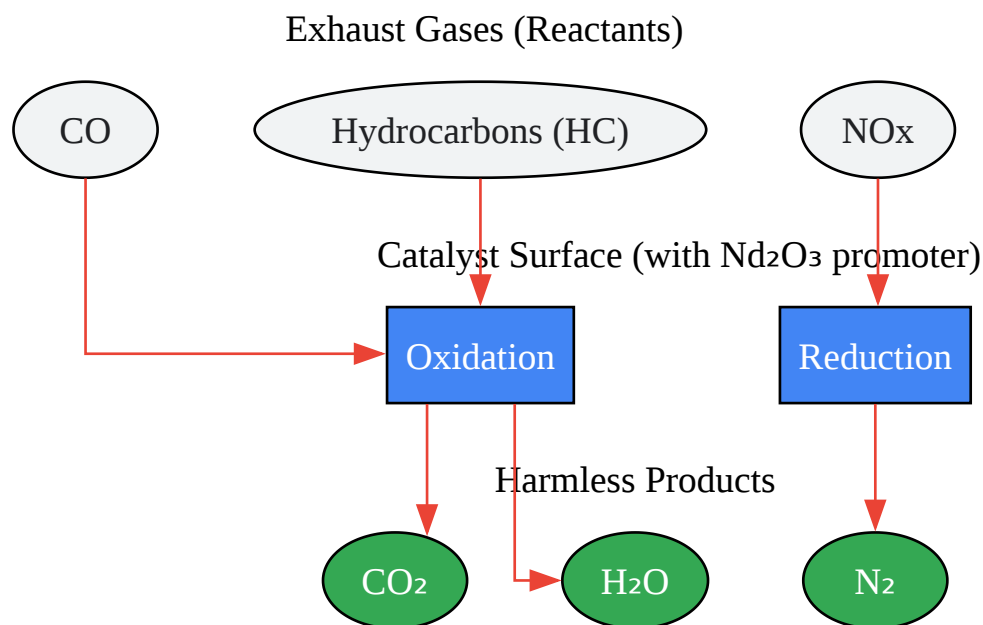 Exhaust Gases (Reactants)
CO
Hydrocarbons (HC)
NOx
Catalyst Surface (with Nd₂O₃ promoter)
Oxidation
Reduction
Harmless Products
CO₂
H₂O
N₂